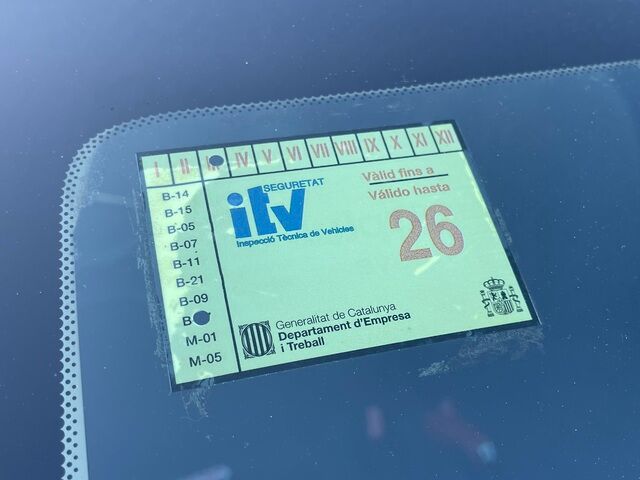 I II III IV V VI VII VIII IX X XI XII
B-14
B-15
B-05
B-07
B-11
B-21
B-09
B
M-01
M-05
SEGURETAT
itv
Inspecció Tècnica de Vehicles
Vàlid fins a
Válido hasta
26
Generalitat de Catalunya
Departament d'Empresa
i Treball